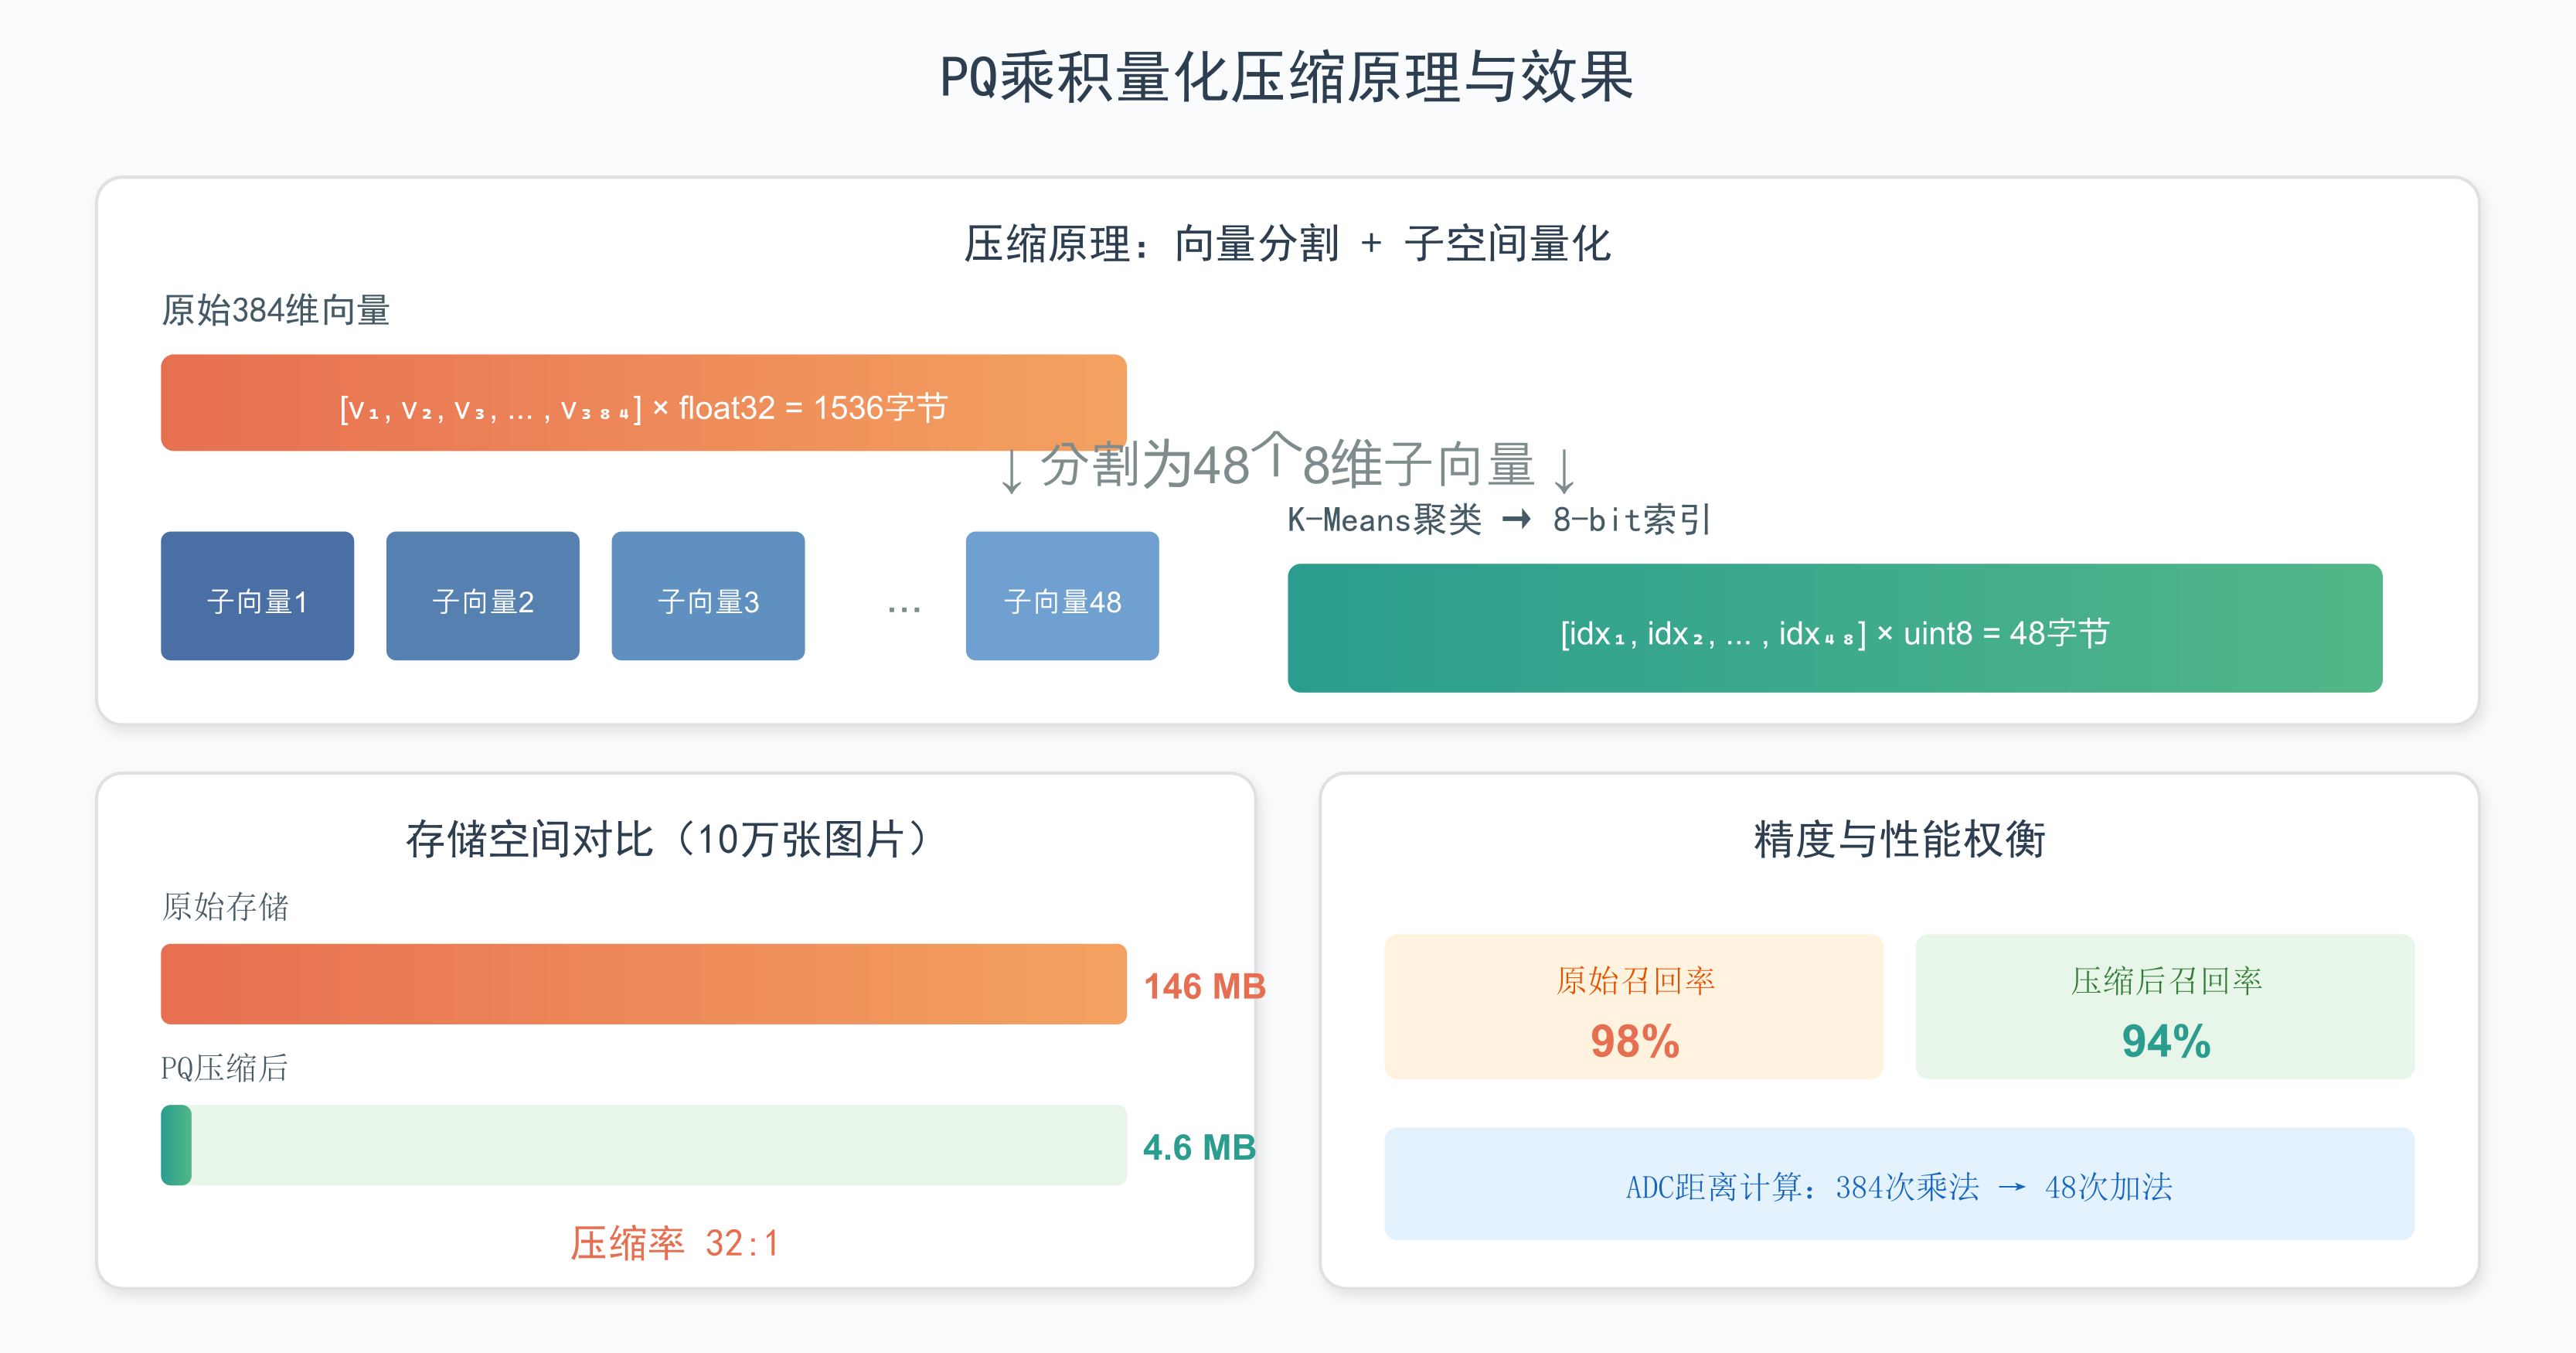 PQ乘积量化压缩原理与效果
压缩原理：向量分割 + 子空间量化
原始384维向量
[v₁, v₂, v₃, ... , v₃₈₄] × float32 = 1536字节
↓ 分割为48个8维子向量 ↓
K-Means聚类 → 8-bit索引
子向量1
子向量2
子向量3
...
子向量48
[idx₁, idx₂, ... , idx₄₈] × uint8 = 48字节
存储空间对比（10万张图片）
原始存储
146 MB
PQ压缩后
4.6 MB
压缩率 32:1
精度与性能权衡
原始召回率
98%
压缩后召回率
94%
ADC距离计算：384次乘法 → 48次加法